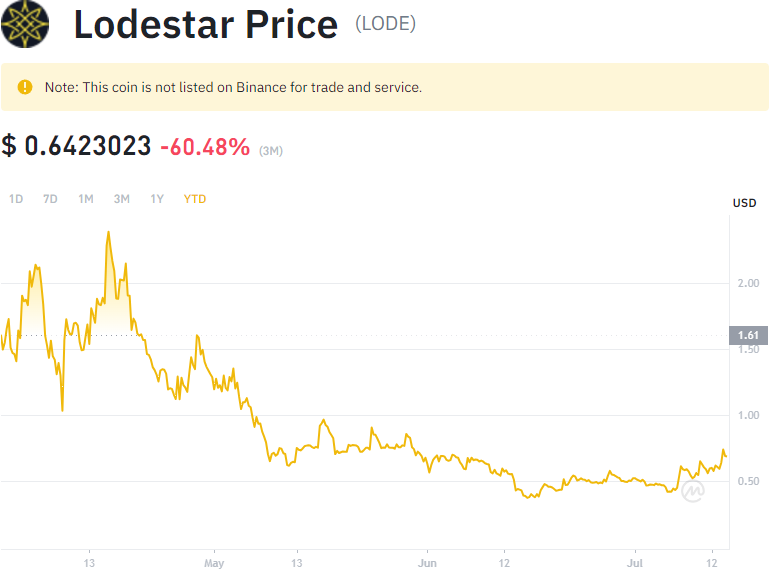 Lodestar Price (LODE)
Note: This coin is not listed on Binance for trade and service.
$ 0.6423023 -60.48% (3M)
1D 7D 1M 3M 1Y YTD
USD
2.00
1.61
1.50
1.00
0.50
13 May 13 Jun 12 Jul 12